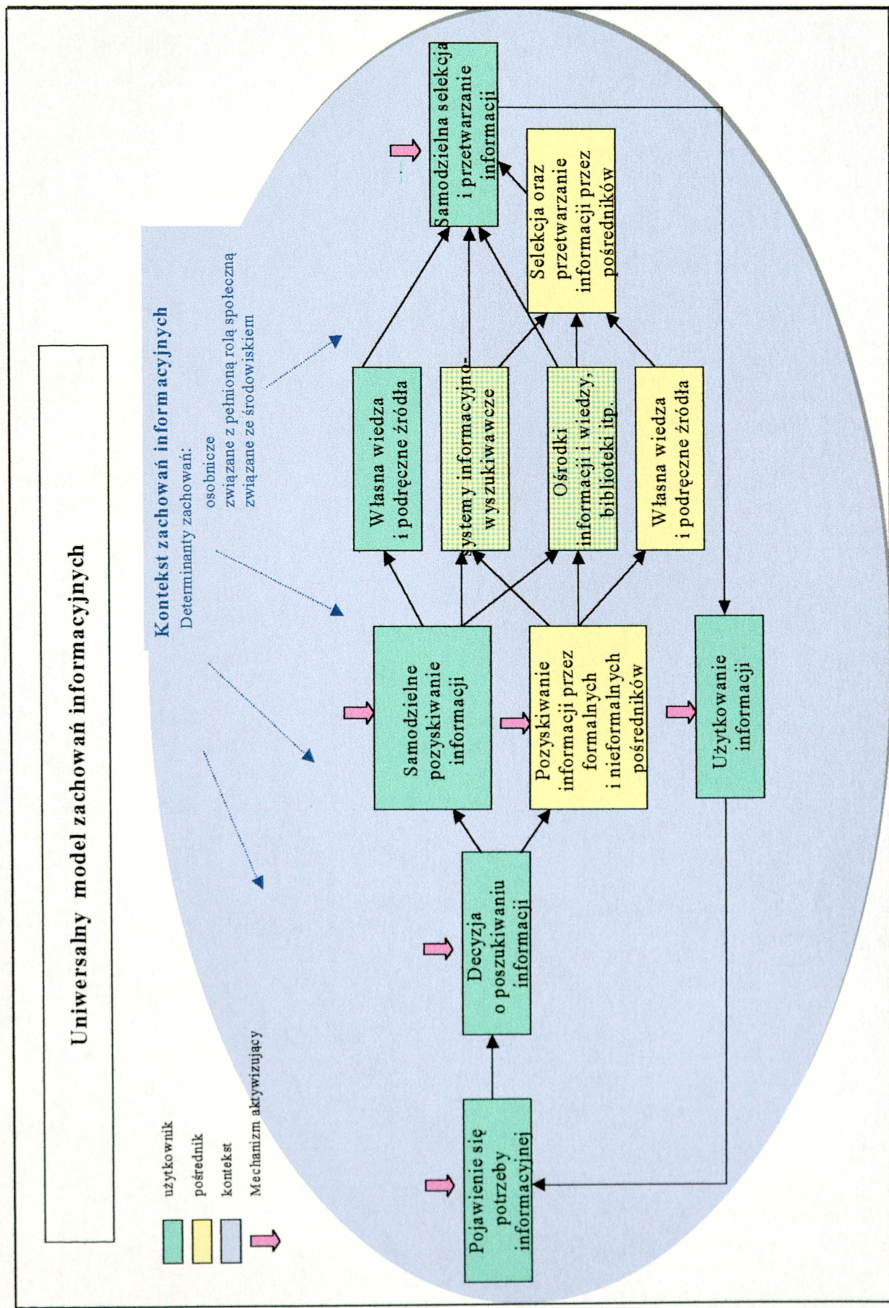 Uniwersalny model zachowań informacyjnych
użytkownik
pośrednik
kontekst
Mechanizm aktywizujący
Kontekst zachowań informacyjnych
Determinanty zachowań:
osobnicze
związane z pełnioną rolą społeczną
związane ze środowiskiem
Pojawienie się
potrzeby
informacyjnej
Decyzja
o poszukiwaniu
informacji
Samodzielne
pozyskiwanie
informacji
Pozyskiwanie
informacji przez
formalnych
i nieformalnych
pośredników
Własna wiedza
i podręczne źródła
systemy informacyjno-
wyszukiwawcze
Ośrodki
informacji i wiedzy,
biblioteki itp.
Własna wiedza
i podręczne źródła
Samodzielna selekcja
i przetwarzanie
informacji
Selekcja oraz
przetwarzanie
informacji przez
pośredników
Użytkowanie
informacji